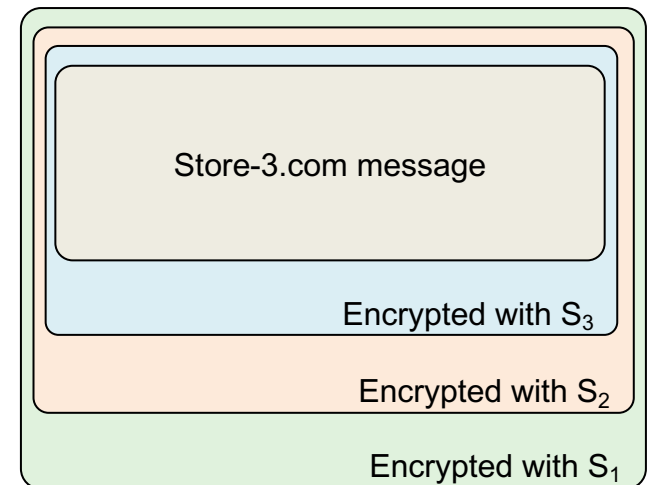 Store-3.com message
Encrypted with S₃
Encrypted with S₂
Encrypted with S₁